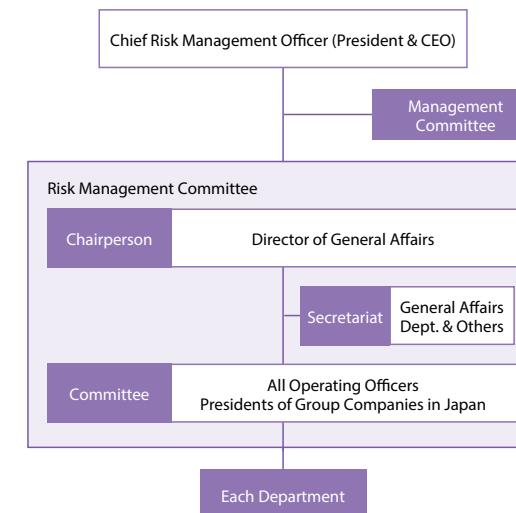 Chief Risk Management Officer (President & CEO)
Management
Committee
Risk Management Committee
Chairperson
Director of General Affairs
Secretariat
General Affairs
Dept. & Others
Committee
All Operating Officers
Presidents of Group Companies in Japan
Each Department